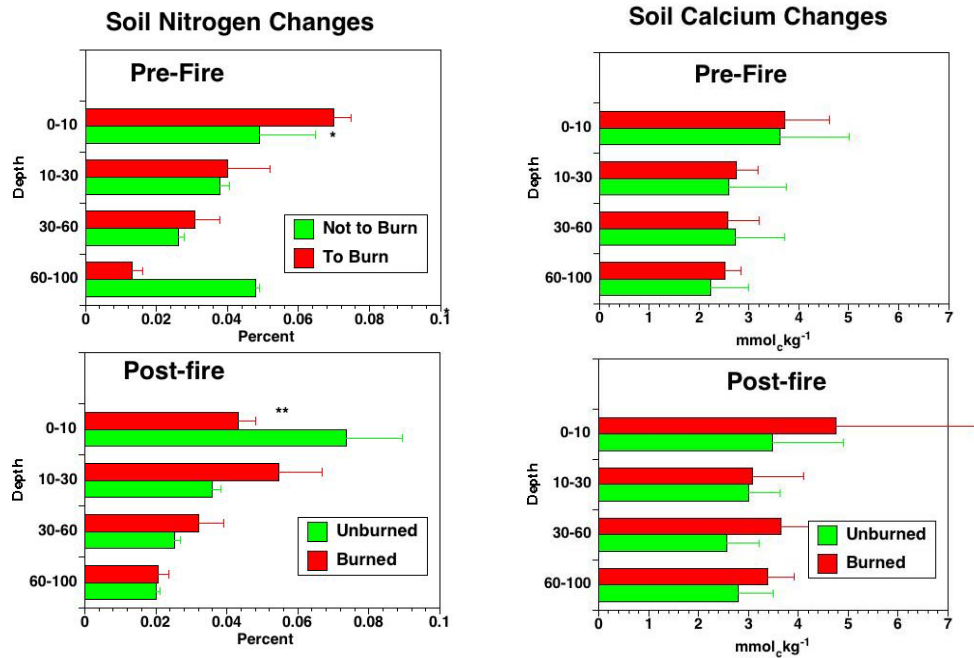 Soil Nitrogen Changes
Pre-Fire
Depth
0-10
*
10-30
30-60
60-100
Not to Burn
To Burn
0 0.02 0.04 0.06 0.08 0.1
*
Percent
Post-fire
Depth
0-10
**
10-30
30-60
60-100
Unburned
Burned
0 0.02 0.04 0.06 0.08 0.1
Percent
Soil Calcium Changes
Pre-Fire
Depth
0-10
10-30
30-60
60-100
0 1 2 3 4 5 6 7
mmolckg-1
Post-fire
Depth
0-10
10-30
30-60
60-100
Unburned
Burned
0 1 2 3 4 5 6 7
mmolckg-1